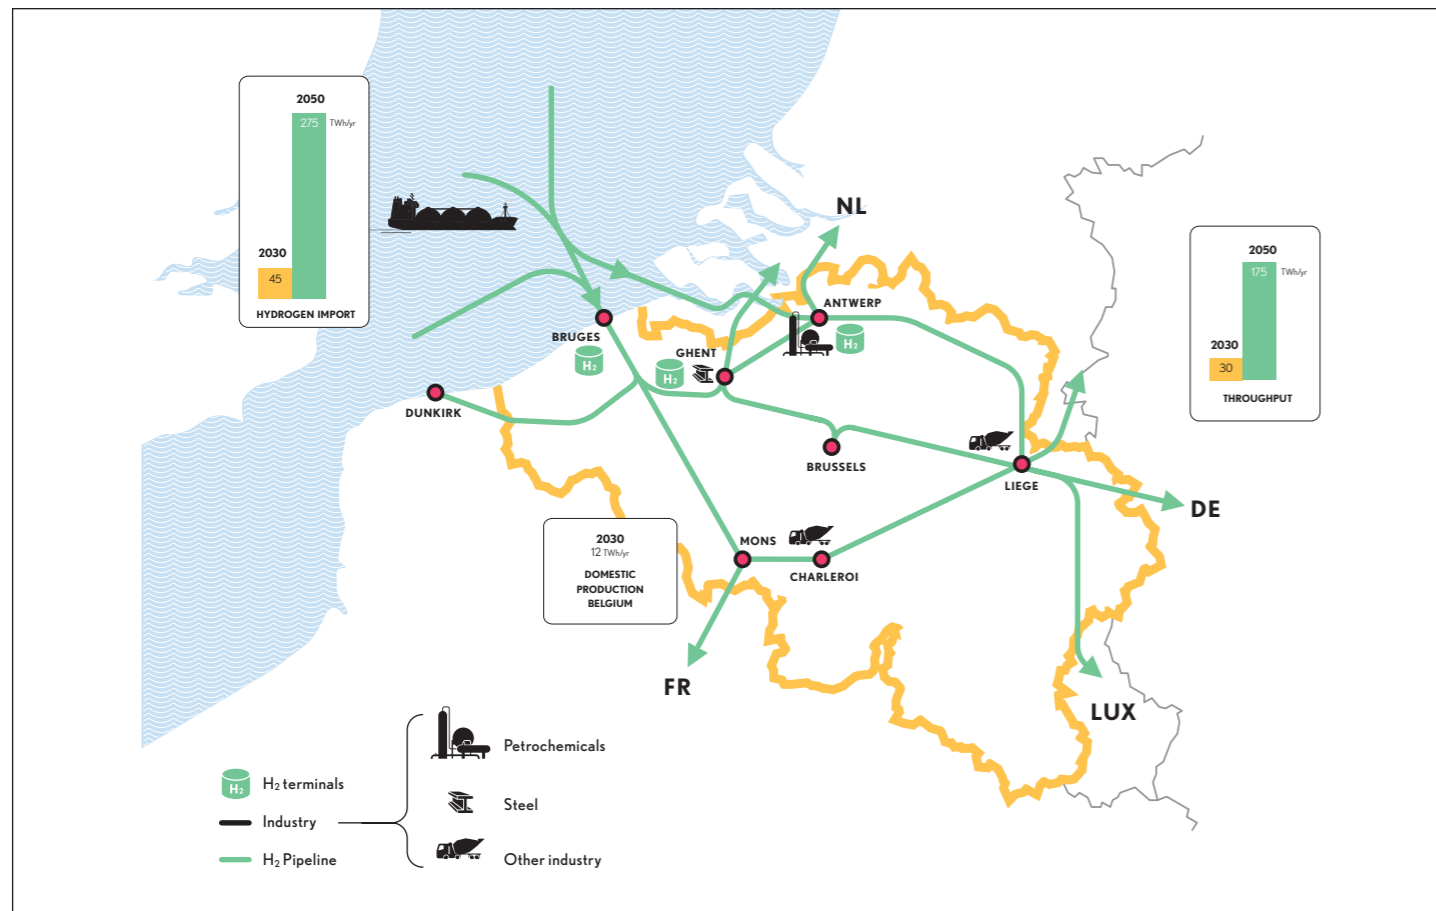 2050
275
TWh/yr
2030
45
HYDROGEN IMPORT
NL
2050
175
TWh/yr
2030
30
THROUGHPUT
ANTWERP
H₂
BRUGES
H₂
GHENT
H₂
DUNKIRK
BRUSSELS
LIEGE
DE
2030
12 TWh/yr
DOMESTIC
PRODUCTION
BELGIUM
MONS
CHARLEROI
FR
LUX
Petrochemicals
H₂
H₂ terminals
Steel
Industry
H₂ Pipeline
Other industry